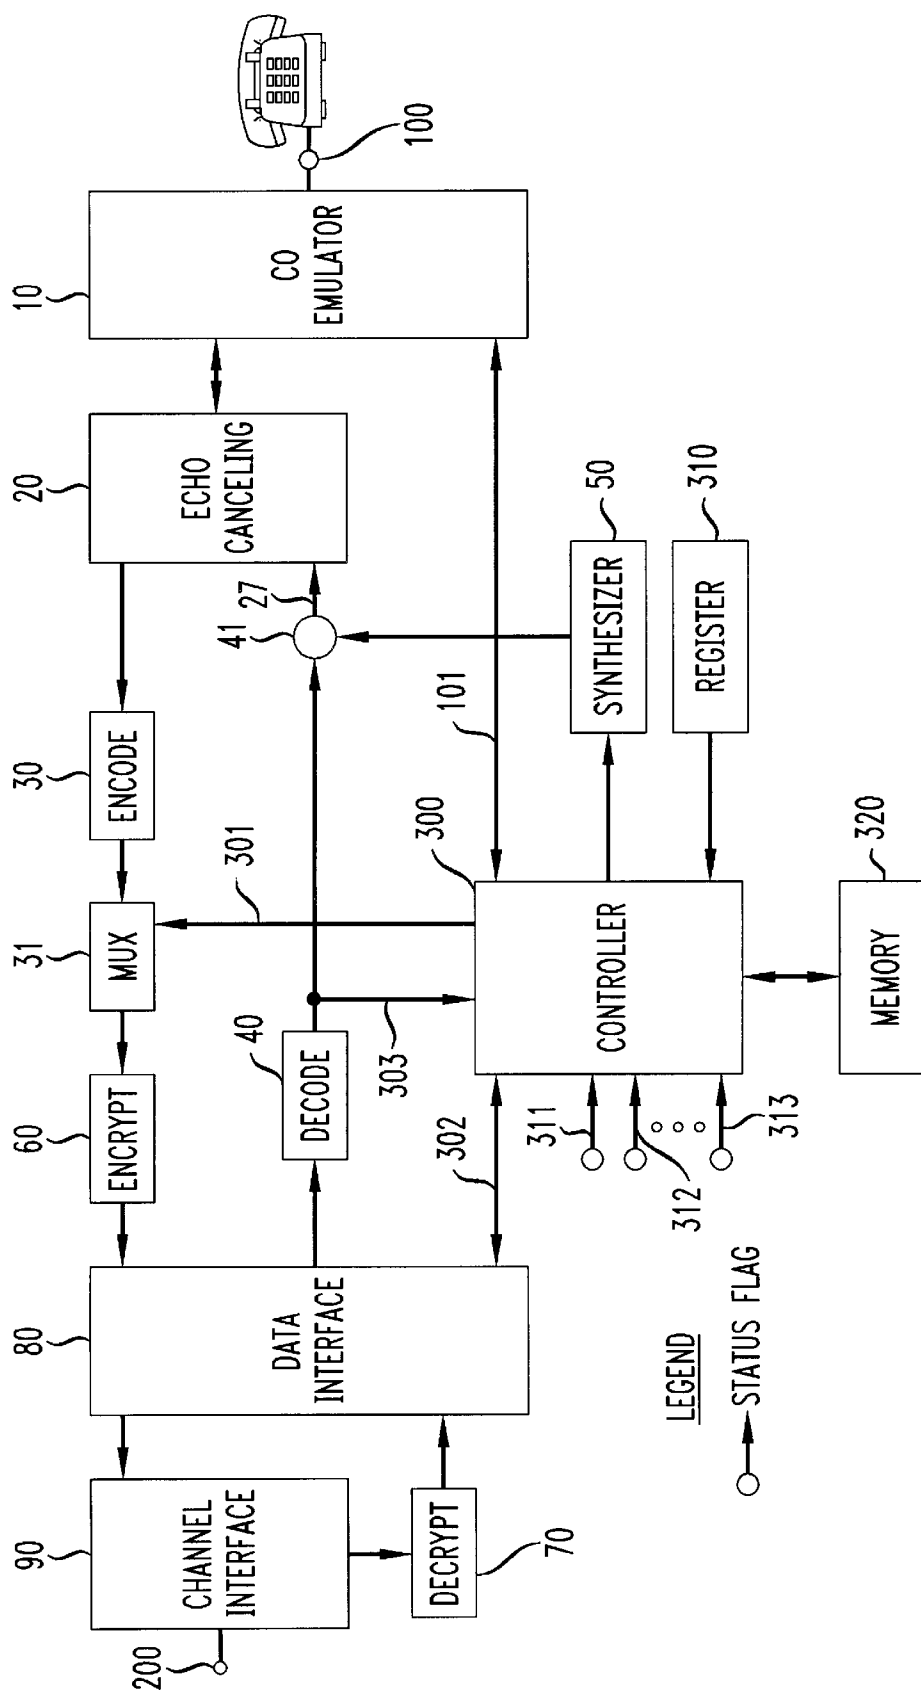 200
90
CHANNEL
INTERFACE
DECRYPT
70
80
DATA
INTERFACE
60
ENCRYPT
31
MUX
30
ENCODE
20
ECHO
CANCELING
10
CO
EMULATOR
100
40
DECODE
41
27
301
303
302
300
CONTROLLER
101
50
SYNTHESIZER
310
REGISTER
311
312
313
320
MEMORY
LEGEND
STATUS FLAG